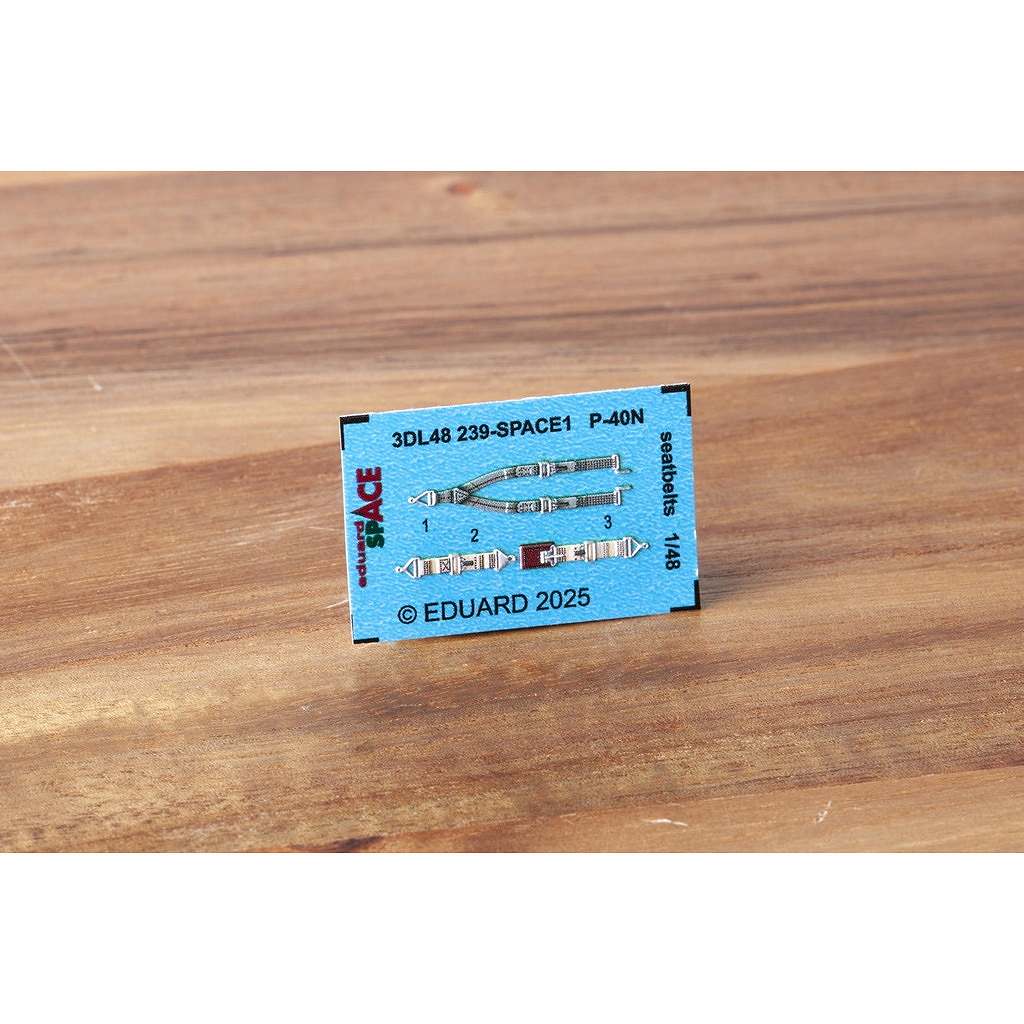 3DL48 239-SPACE1 P-40N
eduard
SPACE
seatbelts 1/48
1
2
3
© EDUARD 2025